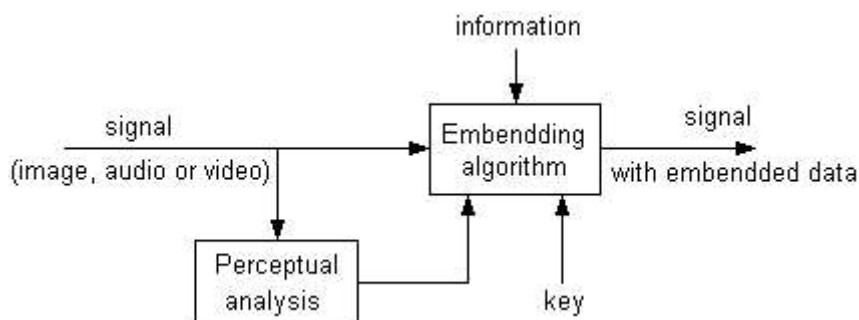 information
signal
(image, audio or video)
Embendding
algorithm
signal
with embendded data
Perceptual
analysis
key